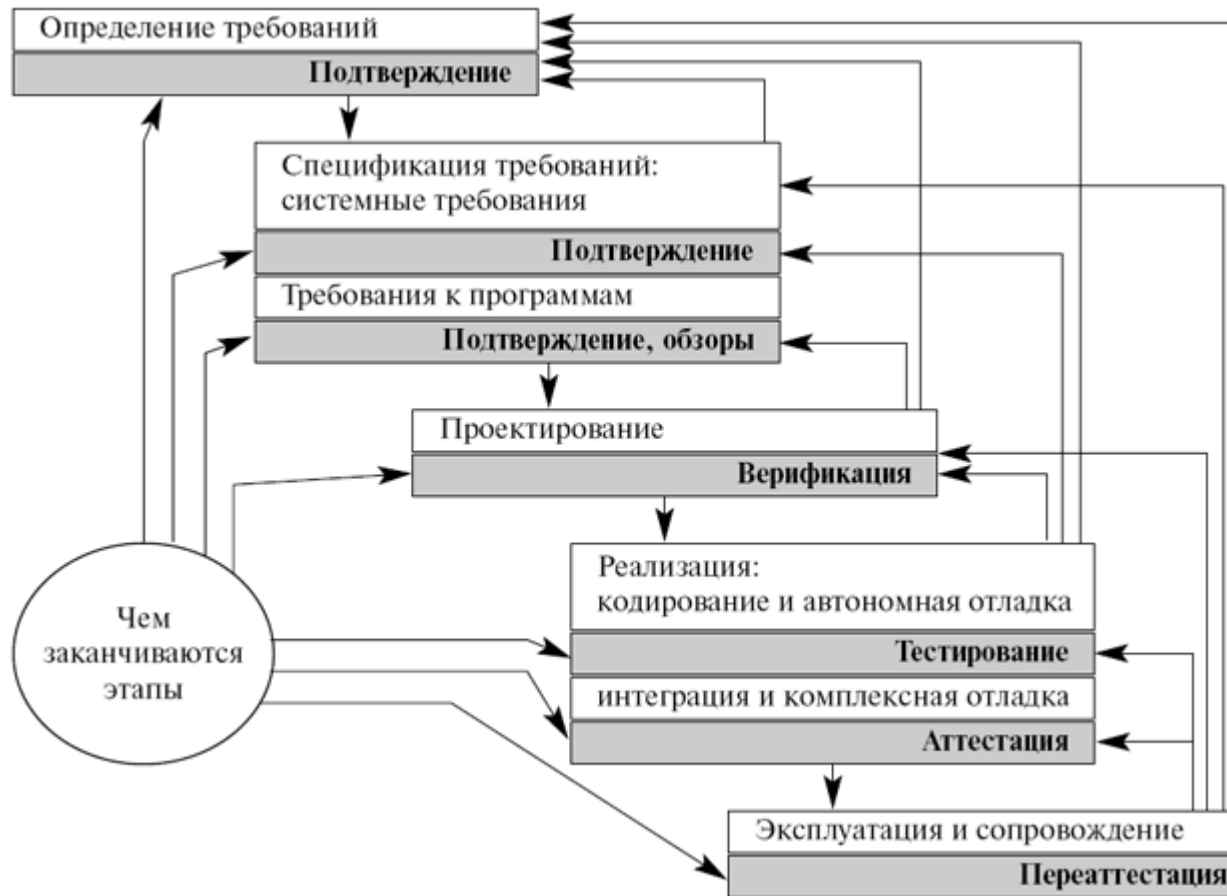 Определение требований
Подтверждение
Спецификация требований:
системные требования
Подтверждение
Требования к программам
Подтверждение, обзоры
Проектирование
Верификация
Реализация:
кодирование и автономная отладка
Тестирование
интеграция и комплексная отладка
Аттестация
Эксплуатация и сопровождение
Переаттестация
Чем
заканчиваются
этапы